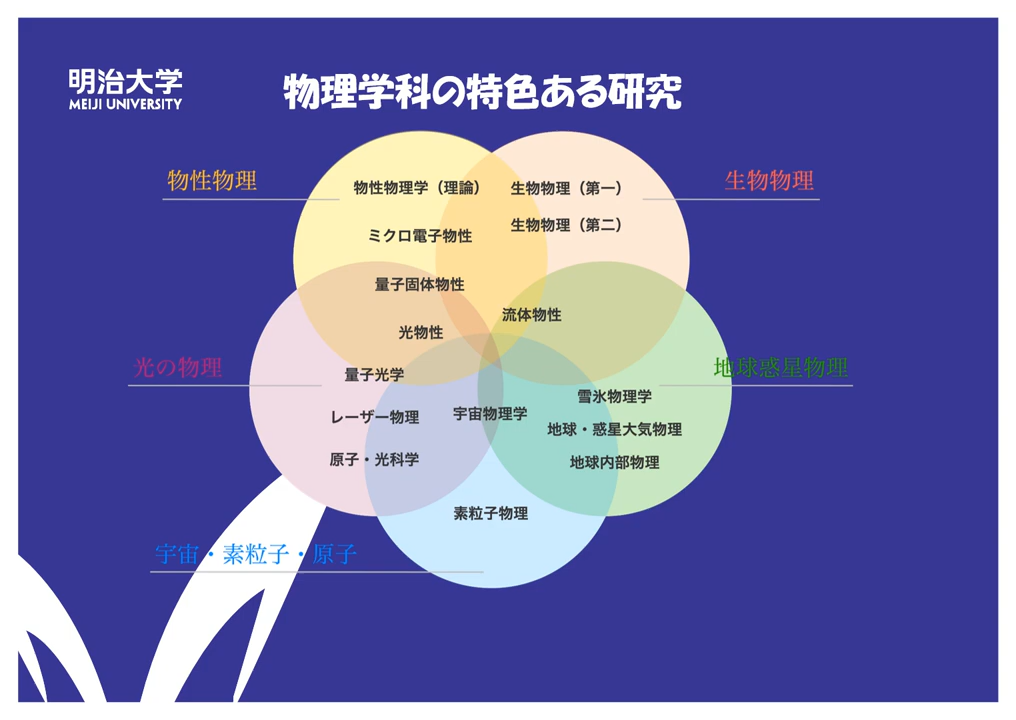 明治大学
MEIJI UNIVERSITY
物理学科の特色ある研究
物性物理
生物物理
物性物理学（理論）
生物物理（第一）
生物物理（第二）
ミクロ電子物性
量子固体物性
流体物性
光物性
光の物理
地球惑星物理
量子光学
雪氷物理学
レーザー物理
宇宙物理学
地球・惑星大気物理
原子・光科学
地球内部物理
素粒子物理
宇宙・素粒子・原子